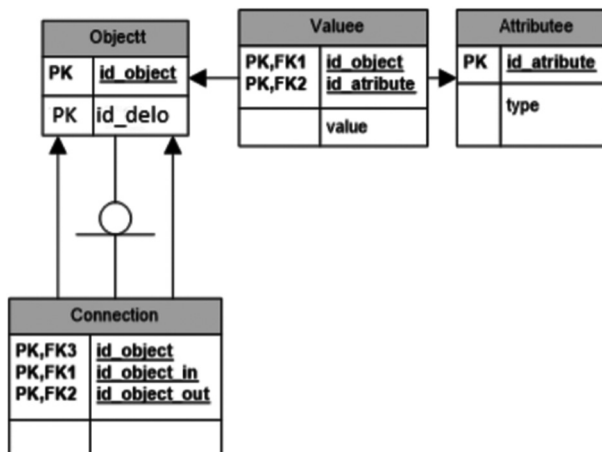 Objectt
PK id_object
PK id_delo
Valuee
PK,FK1 id_object
PK,FK2 id_atribute
value
Attributee
PK id_atribute
type
Connection
PK,FK3 id_object
PK,FK1 id_object_in
PK,FK2 id_object_out